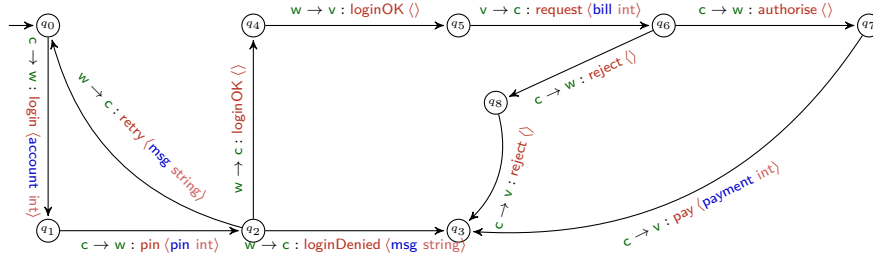 w → v : loginOK ⟨⟩
v → c : request ⟨bill int⟩
c → w : authorise ⟨⟩
q0
q4
q5
q6
q7
c → w : login ⟨account int⟩
w → c : retry ⟨msg string⟩
w → c : loginOK ⟨⟩
c → w : reject ⟨⟩
q8
c → v : reject ⟨⟩
c → v : pay ⟨payment int⟩
q1
q2
q3
c → w : pin ⟨pin int⟩
w → c : loginDenied ⟨msg string⟩